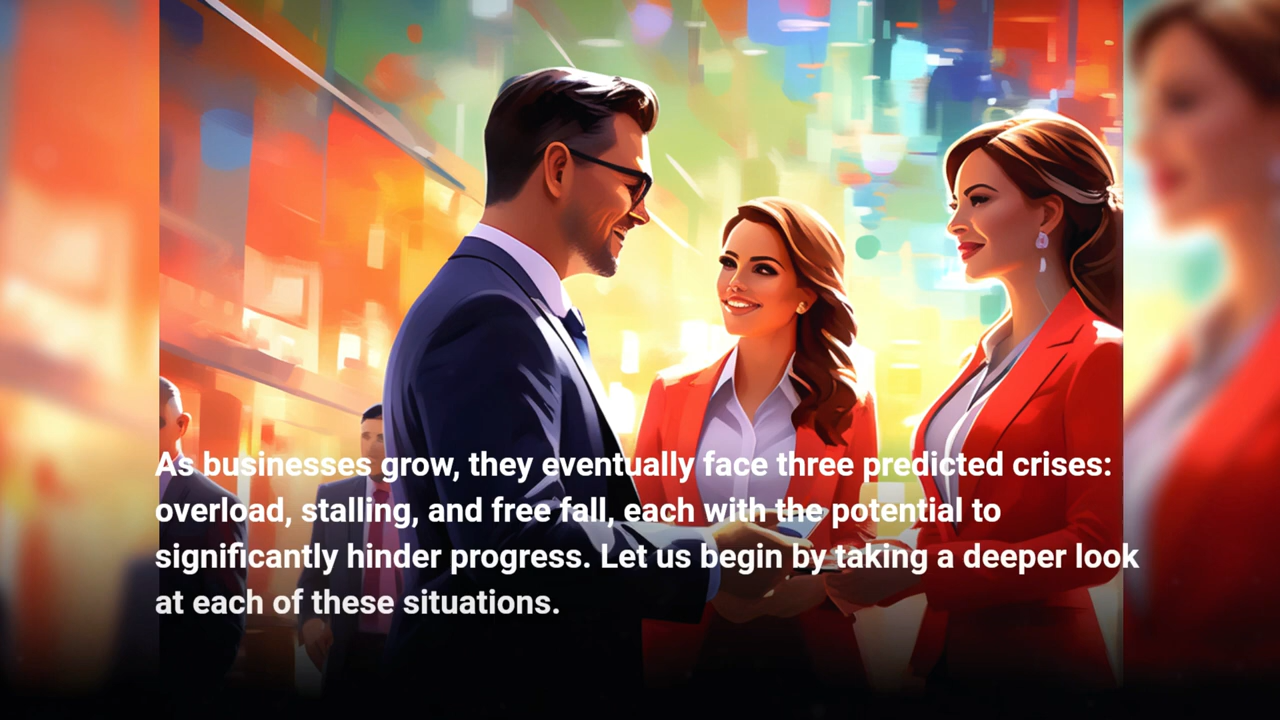 As businesses grow, they eventually face three predicted crises:
overload, stalling, and free fall, each with the potential to
significantly hinder progress. Let us begin by taking a deeper look
at each of these situations.